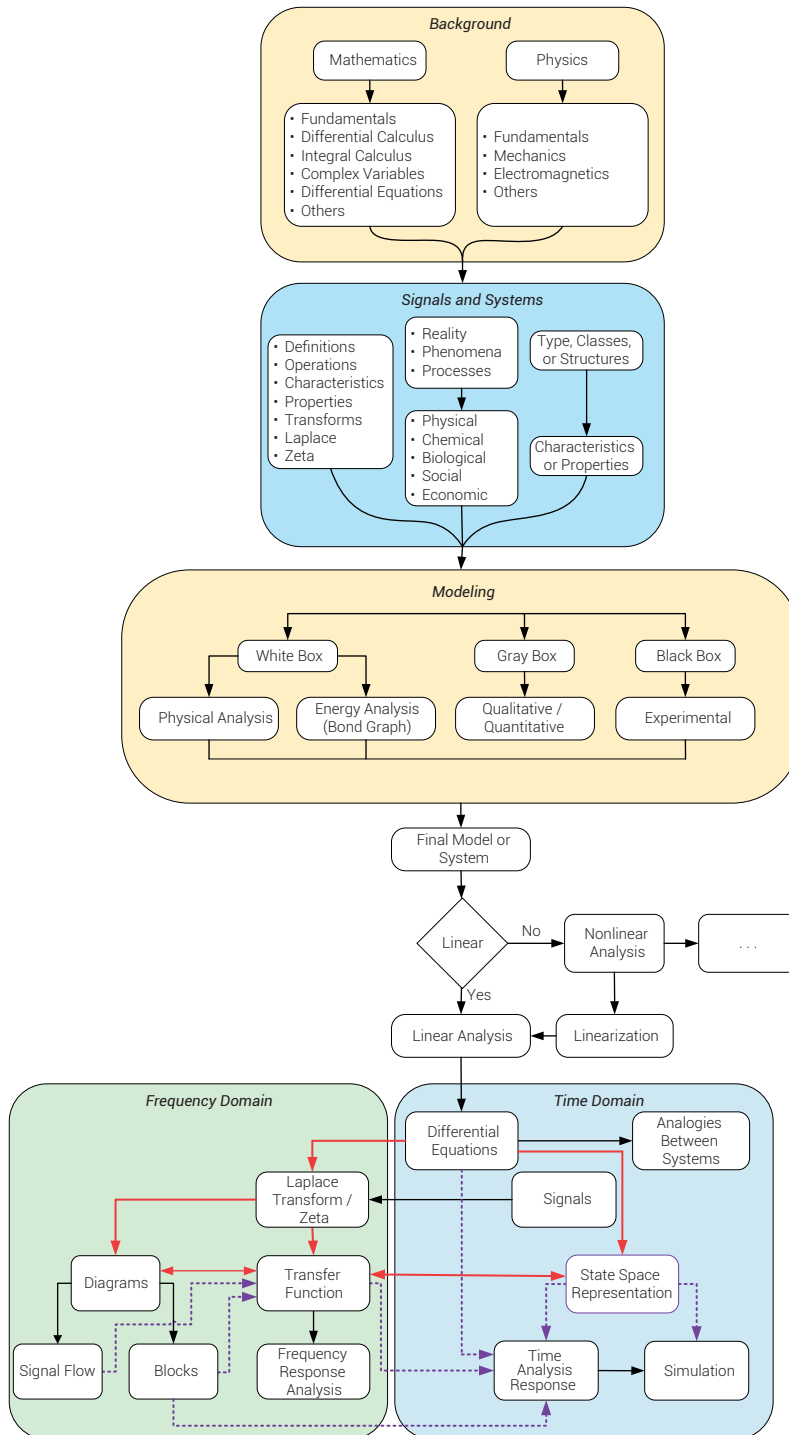 Background
Mathematics
Physics
• Fundamentals
• Differential Calculus
• Integral Calculus
• Complex Variables
• Differential Equations
• Others
• Fundamentals
• Mechanics
• Electromagnetics
• Others
Signals and Systems
• Definitions
• Operations
• Characteristics
• Properties
• Transforms
• Laplace
• Zeta
• Reality
• Phenomena
• Processes
• Physical
• Chemical
• Biological
• Social
• Economic
Type, Classes,
or Structures
Characteristics
or Properties
Modeling
White Box
Gray Box
Black Box
Physical Analysis
Energy Analysis
(Bond Graph)
Qualitative /
Quantitative
Experimental
Final Model or
System
Linear
No
Nonlinear
Analysis
. . .
Yes
Linear Analysis
Linearization
Frequency Domain
Time Domain
Differential
Equations
Analogies
Between
Systems
Laplace
Transform /
Zeta
Signals
Diagrams
Transfer
Function
State Space
Representation
Signal Flow
Blocks
Frequency
Response
Analysis
Time
Analysis
Response
Simulation